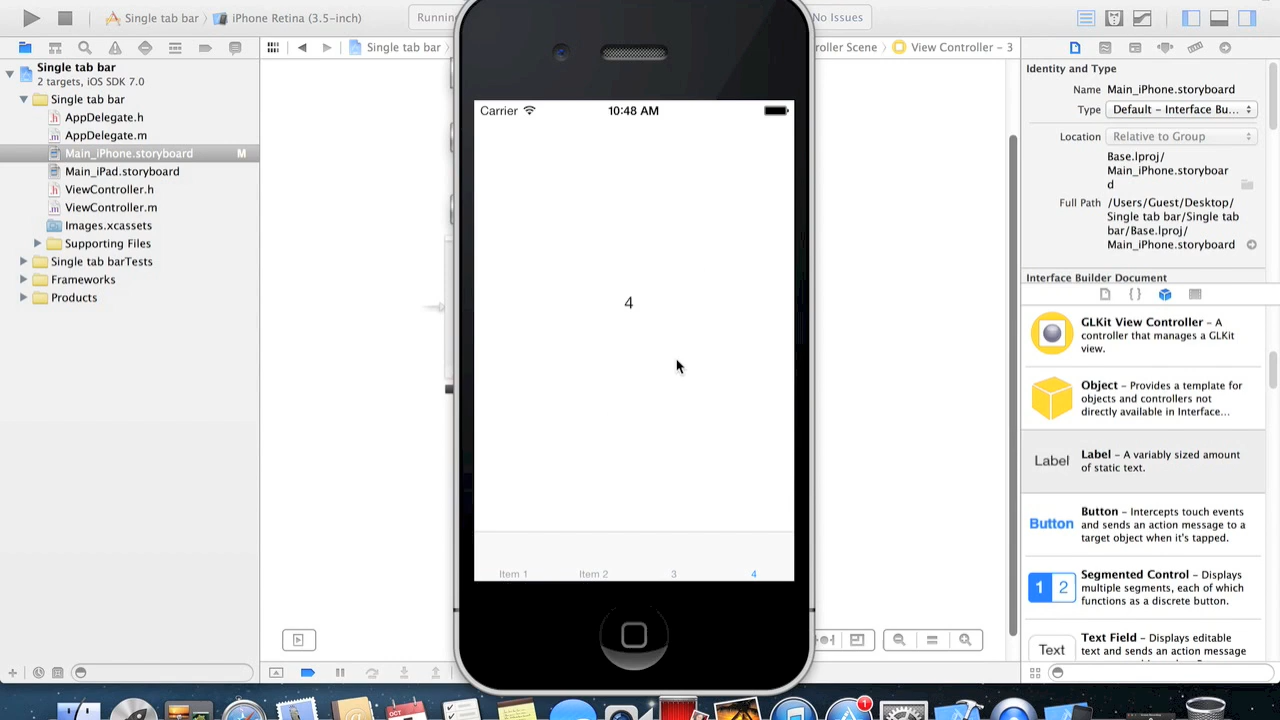 Single tab bar
iPhone Retina (3.5-inch)
Running
No Issues
Single tab bar
2 targets, iOS SDK 7.0
Single tab bar
AppDelegate.h
AppDelegate.m
Main_iPhone.storyboard
M
Main_iPad.storyboard
ViewController.h
ViewController.m
Images.xcassets
Supporting Files
Single tab barTests
Frameworks
Products
Single tab bar
roller Scene
View Controller – 3
Carrier
10:48 AM
4
Item 1
Item 2
3
4
Identity and Type
Name Main_iPhone.storyboard
Type Default – Interface Bu...
Location Relative to Group
Base.lproj/
Main_iPhone.storyboar
d
Full Path /Users/Guest/Desktop/
Single tab bar/Single tab
bar/Base.lproj/
Main_iPhone.storyboard
Interface Builder Document
GLKit View Controller – A
controller that manages a GLKit
view.
Object – Provides a template for
objects and controllers not
directly available in Interface...
Label
Label – A variably sized amount
of static text.
Button
Button – Intercepts touch events
and sends an action message to a
target object when it's tapped.
1 2
Segmented Control – Displays
multiple segments, each of which
functions as a discrete button.
Text
Text Field – Displays editable
text and sends an action message
OCT
1